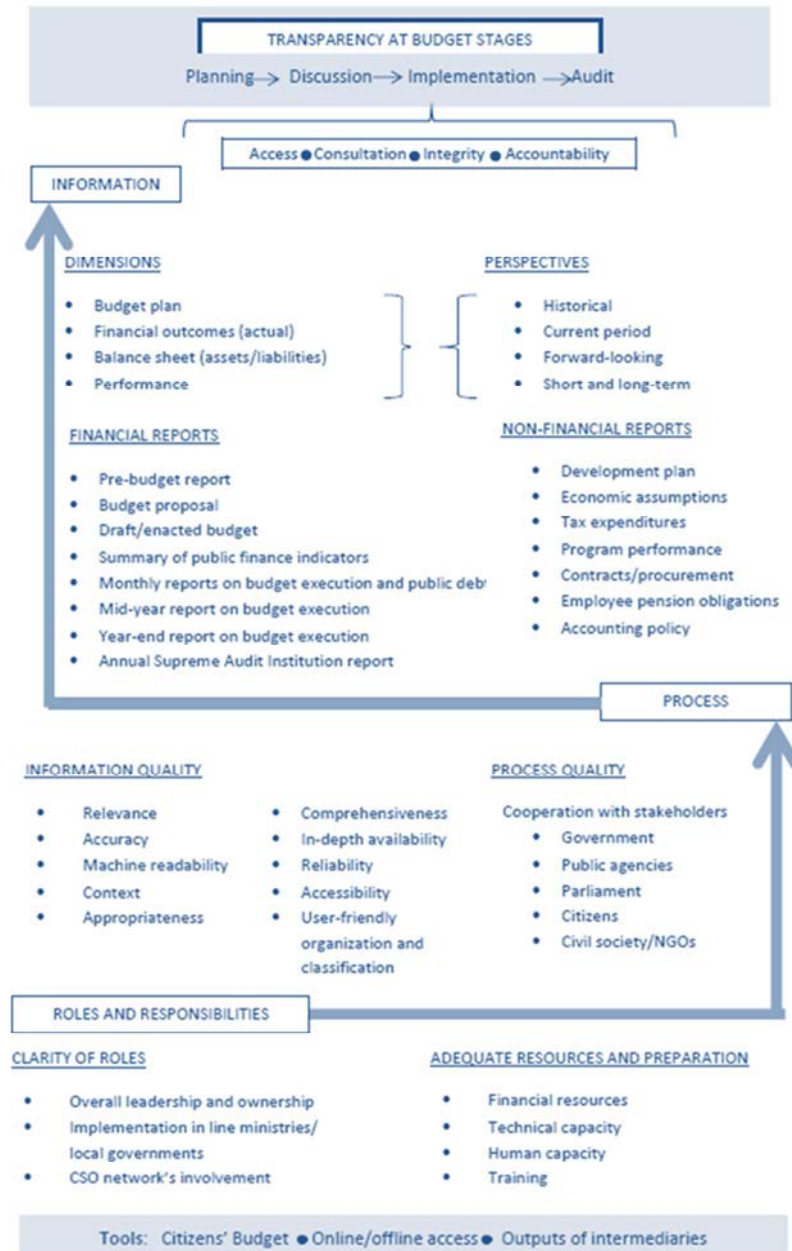 TRANSPARENCY AT BUDGET STAGES
Planning → Discussion → Implementation → Audit
Access ● Consultation ● Integrity ● Accountability
INFORMATION
DIMENSIONS
• Budget plan
• Financial outcomes (actual)
• Balance sheet (assets/liabilities)
• Performance
PERSPECTIVES
• Historical
• Current period
• Forward-looking
• Short and long-term
FINANCIAL REPORTS
• Pre-budget report
• Budget proposal
• Draft/enacted budget
• Summary of public finance indicators
• Monthly reports on budget execution and public debt
• Mid-year report on budget execution
• Year-end report on budget execution
• Annual Supreme Audit Institution report
NON-FINANCIAL REPORTS
• Development plan
• Economic assumptions
• Tax expenditures
• Program performance
• Contracts/procurement
• Employee pension obligations
• Accounting policy
PROCESS
INFORMATION QUALITY
• Relevance
• Accuracy
• Machine readability
• Context
• Appropriateness
• Comprehensiveness
• In-depth availability
• Reliability
• Accessibility
• User-friendly
organization and
classification
PROCESS QUALITY
Cooperation with stakeholders
• Government
• Public agencies
• Parliament
• Citizens
• Civil society/NGOs
ROLES AND RESPONSIBILITIES
CLARITY OF ROLES
• Overall leadership and ownership
• Implementation in line ministries/
local governments
• CSO network's involvement
ADEQUATE RESOURCES AND PREPARATION
• Financial resources
• Technical capacity
• Human capacity
• Training
Tools: Citizens' Budget ● Online/offline access ● Outputs of intermediaries